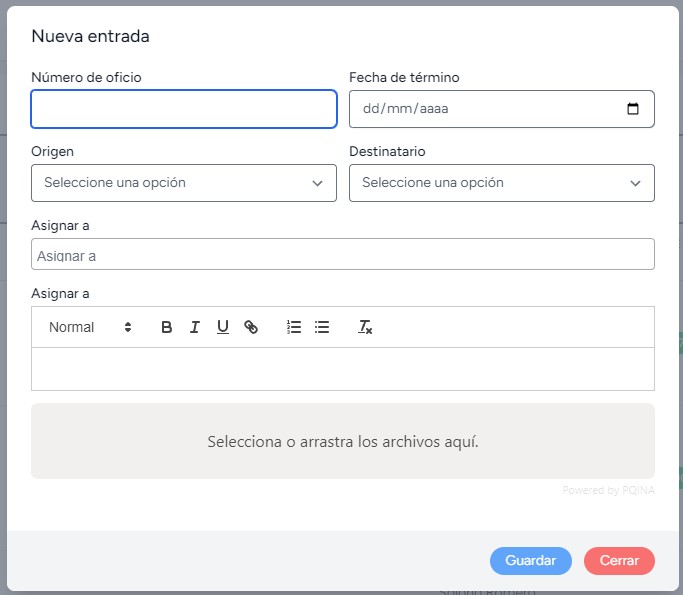 Nueva entrada
Número de oficio
Fecha de término
dd/mm/aaaa
Origen
Destinatario
Seleccione una opción
Seleccione una opción
Asignar a
Asignar a
Asignar a
Normal
Selecciona o arrastra los archivos aquí.
Powered by PQINA
Guardar
Cerrar